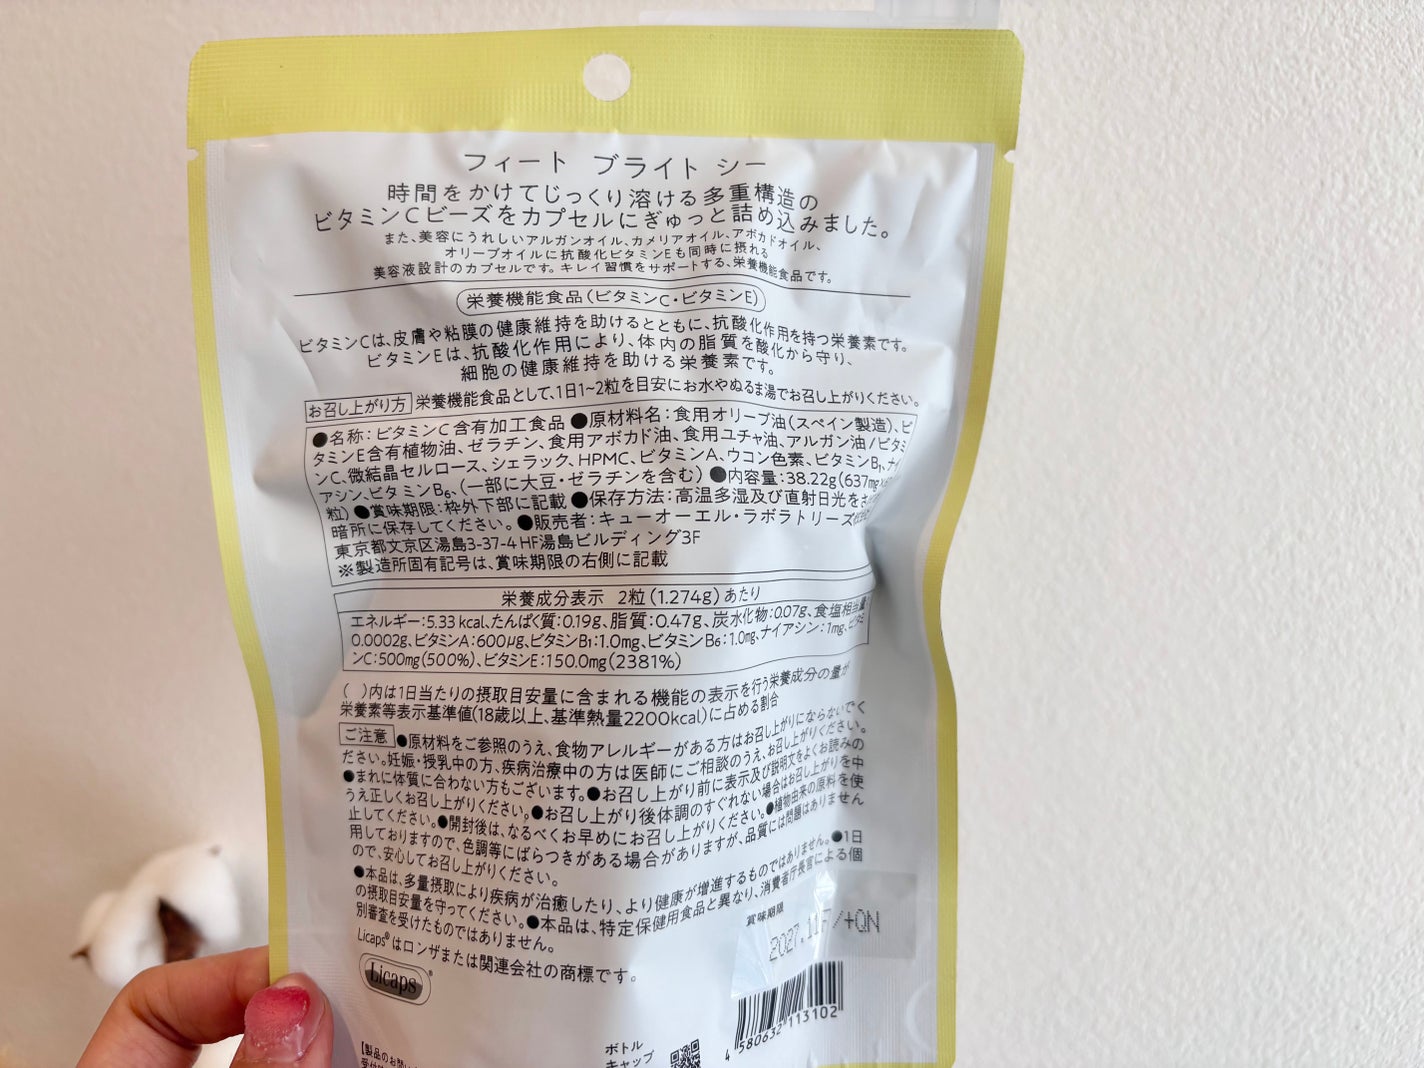 フィート ブライト シー
時間をかけてじっくり溶ける多重構造の
ビタミンCビーズをカプセルにぎゅっと詰め込みました。
また、美容にうれしいアルガンオイル、カメリアオイル、アボカドオイル、
オリーブオイルに抗酸化ビタミンEも同時に摂れる
美容液設計のカプセルです。キレイ習慣をサポートする、栄養機能食品です。
栄養機能食品(ビタミンC・ビタミンE)
ビタミンCは、皮膚や粘膜の健康維持を助けるとともに、抗酸化作用を持つ栄養素です。
ビタミンEは、抗酸化作用により、体内の脂質を酸化から守り、
細胞の健康維持を助ける栄養素です。
お召し上がり方 栄養機能食品として、1日1~2粒を目安にお水やぬるま湯でお召し上がりください。
●名称:ビタミンC含有加工食品 ●原材料名:食用オリーブ油(スペイン製造)、ビ
タミンE含有植物油、ゼラチン、食用アボカド油、食用ユチャ油、アルガン油/ビタミ
ンC、微結晶セルロース、シェラック、HPMC、ビタミンA、ウコン色素、ビタミンB₁、ナイ
アシン、ビタミンB₆、(一部に大豆・ゼラチンを含む) ●内容量:38.22g(637mg
粒) ●賞味期限:枠外下部に記載 ●保存方法:高温多湿及び直射日光をさ
暗所に保存してください。●販売者:キューオーエル・ラボラトリーズ
東京都文京区湯島3-37-4 HF湯島ビルディング3F
※製造所固有記号は、賞味期限の右側に記載
栄養成分表示 2粒(1.274g)あたり
エネルギー:5.33kcal、たんぱく質:0.19g、脂質:0.47g、炭水化物:0.07g、食塩相当量
0.0002g、ビタミンA:600μg、ビタミンB₁:1.0mg、ビタミンB₆:1.0mg、ナイアシン:1mg、ビタミ
ンC:500mg(500%)、ビタミンE:150.0mg(2381%)
( )内は1日当たりの摂取目安量に含まれる機能の表示を行う栄養成分の量が
栄養素等表示基準値(18歳以上、基準熱量2200kcal)に占める割合
ご注意 ●原材料をご参照のうえ、食物アレルギーがある方はお召し上がりにならないでく
ださい。妊娠・授乳中の方、疾病治療中の方は医師にご相談のうえ、お召し上がりください。
●まれに体質に合わない方もございます。●お召し上がり前に表示及び説明文をよくお読みの
うえ正しくお召し上がりください。●お召し上がり後体調のすぐれない場合はお召し上がりを中
止してください。●開封後は、なるべくお早めにお召し上がりください。●植物由来の原料を使
用しておりますので、色調等にばらつきがある場合がありますが、品質には問題はありません
ので、安心してお召し上がりください。
●本品は、多量摂取により疾病が治癒したり、より健康が増進するものではありません。●1日
の摂取目安量を守ってください。●本品は、特定保健用食品と異なり、消費者庁長官による個
別審査を受けたものではありません。
Licaps®はロンザまたは関連会社の商標です。
賞味期限
2027.11F/+QN
Licaps®
4 580632 113102
ボトル
キャップ
【製品のお問い